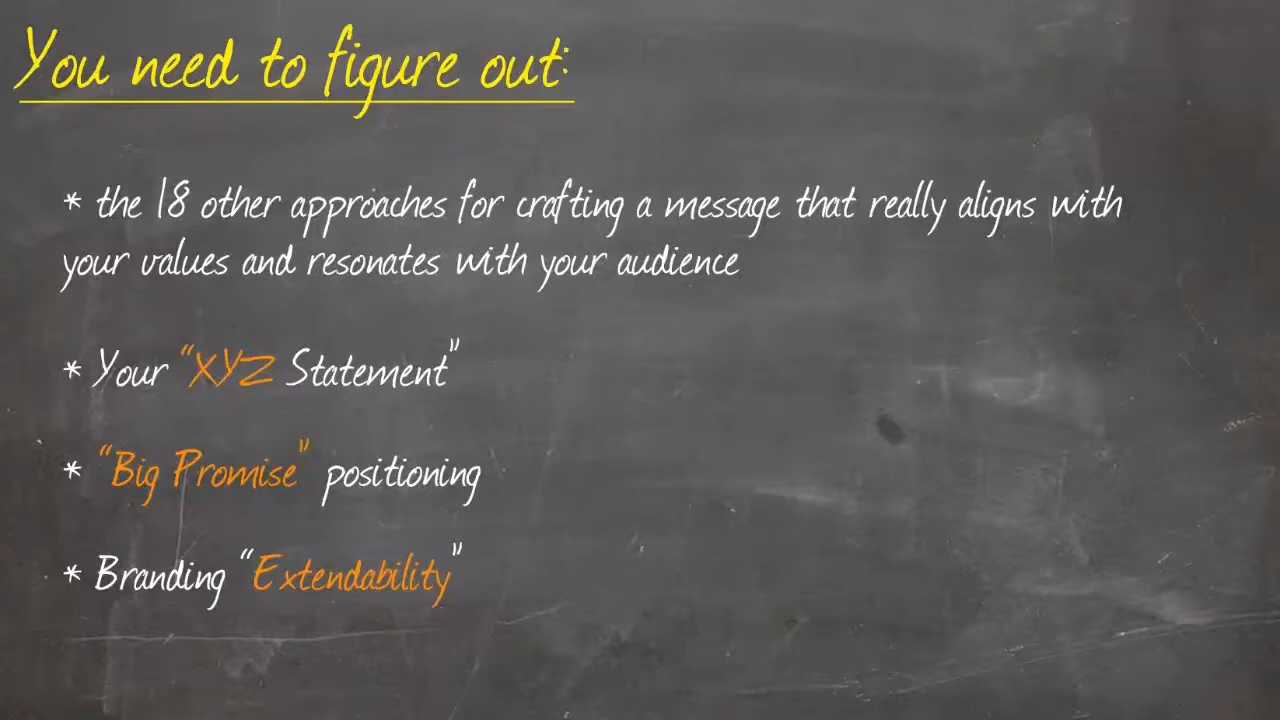 You need to figure out:
* the 18 other approaches for crafting a message that really aligns with
your values and resonates with your audience
* Your "XYZ Statement"
* "Big Promise" positioning
* Branding "Extendability"